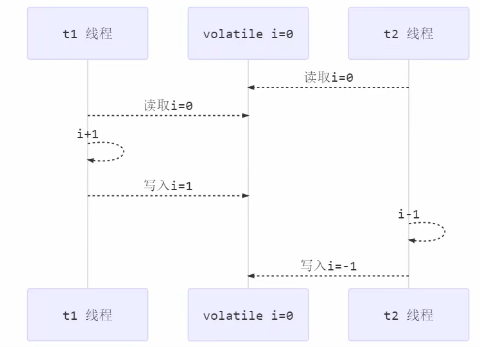 t1 线程
volatile i=0
t2 线程
读取i=0
读取i=0
i+1
写入i=1
i-1
写入i=-1
t1 线程
volatile i=0
t2 线程